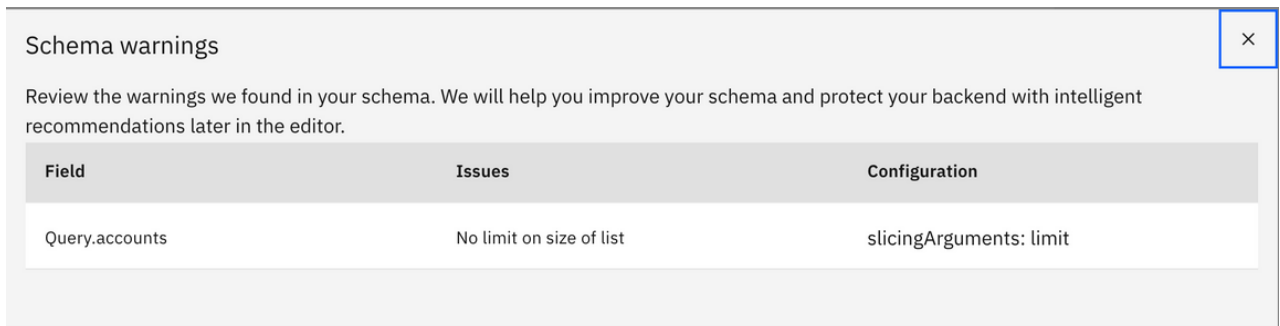 Schema warnings
Review the warnings we found in your schema. We will help you improve your schema and protect your backend with intelligent
recommendations later in the editor.
Field Issues Configuration
Query.accounts No limit on size of list slicingArguments: limit